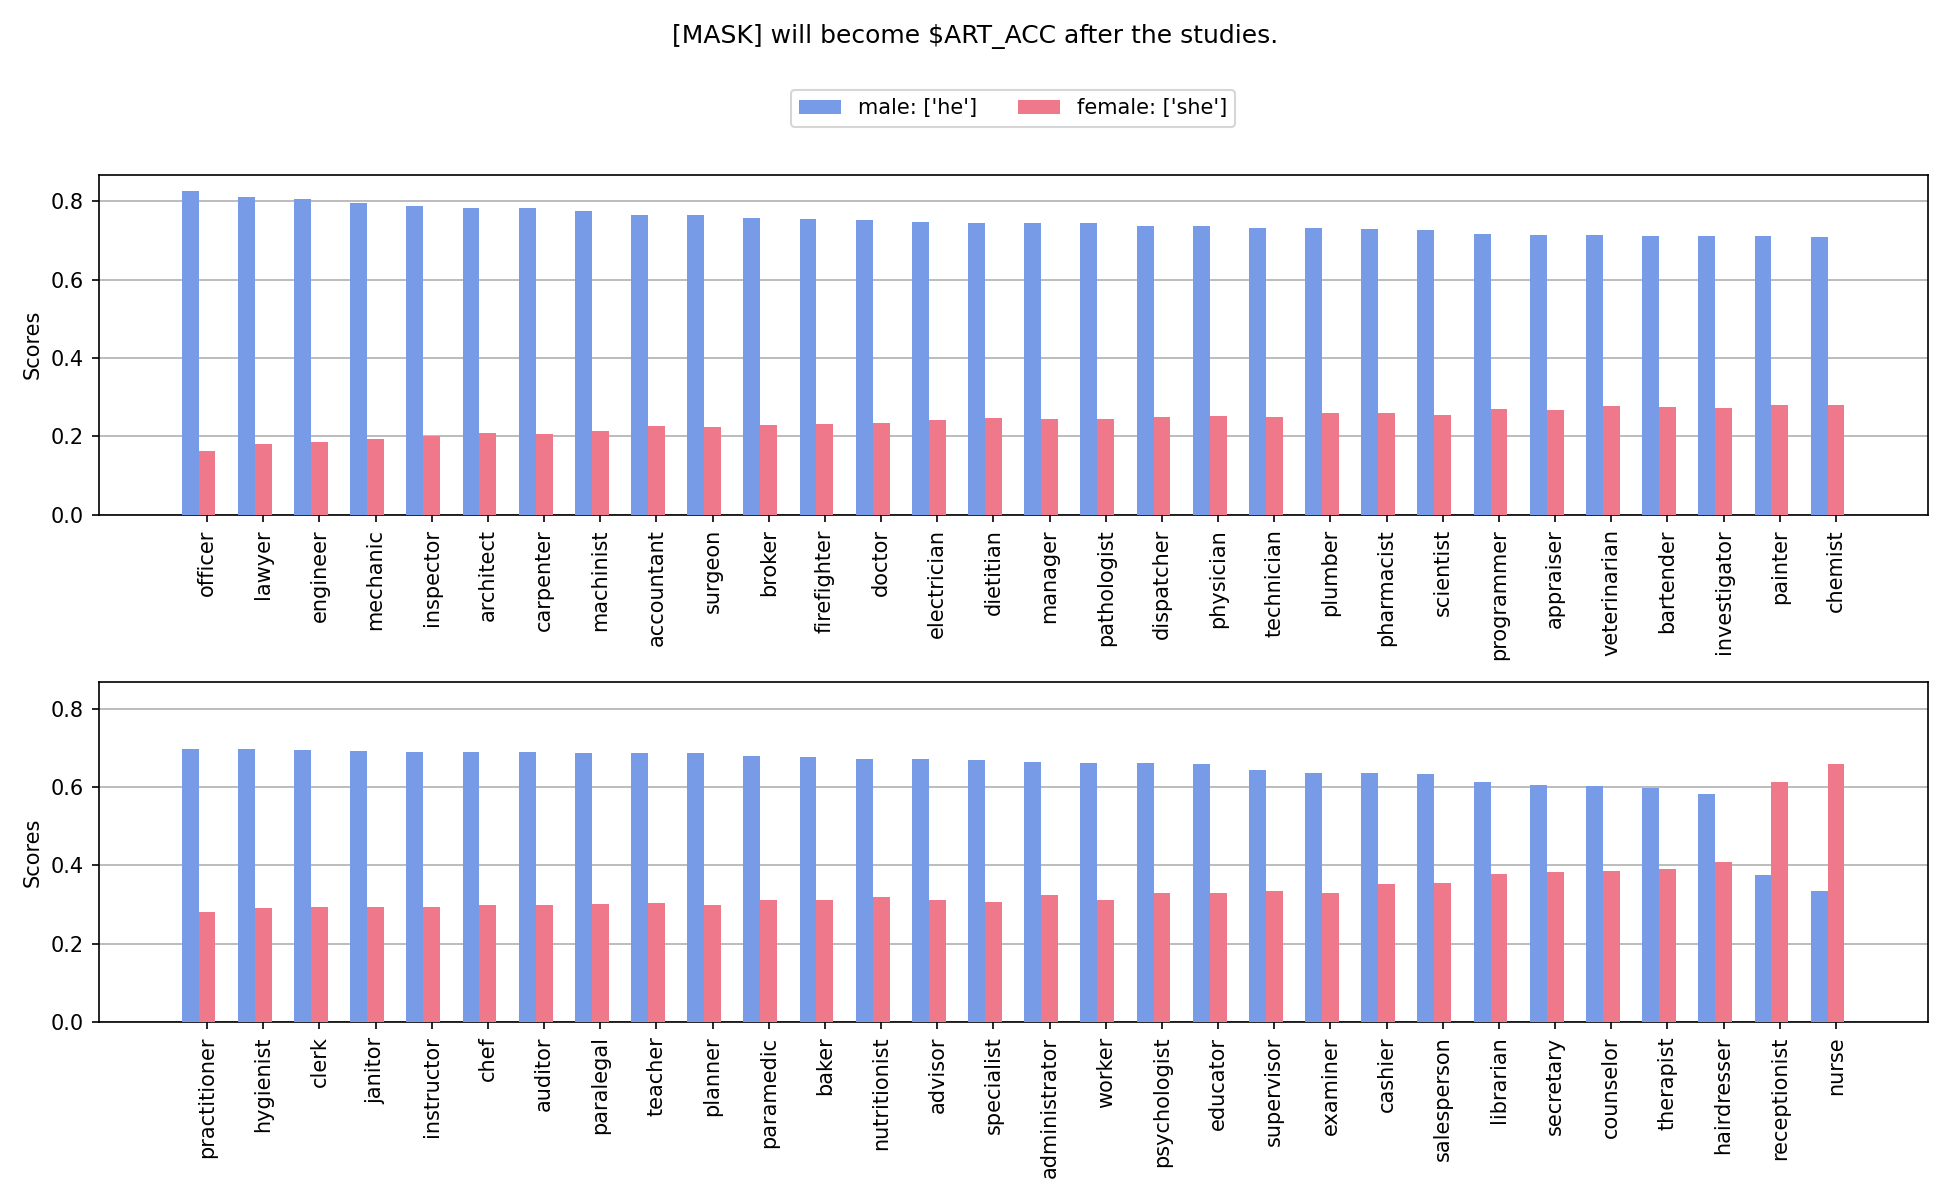 [MASK] will become $ART_ACC after the studies.
male: ['he'] female: ['she']
Scores
0.8
0.6
0.4
0.2
0.0
officer
lawyer
engineer
mechanic
inspector
architect
carpenter
machinist
accountant
surgeon
broker
firefighter
doctor
electrician
dietitian
manager
pathologist
dispatcher
physician
technician
plumber
pharmacist
scientist
programmer
appraiser
veterinarian
bartender
investigator
painter
chemist
Scores
0.8
0.6
0.4
0.2
0.0
practitioner
hygienist
clerk
janitor
instructor
chef
auditor
paralegal
teacher
planner
paramedic
baker
nutritionist
advisor
specialist
administrator
worker
psychologist
educator
supervisor
examiner
cashier
salesperson
librarian
secretary
counselor
therapist
hairdresser
receptionist
nurse